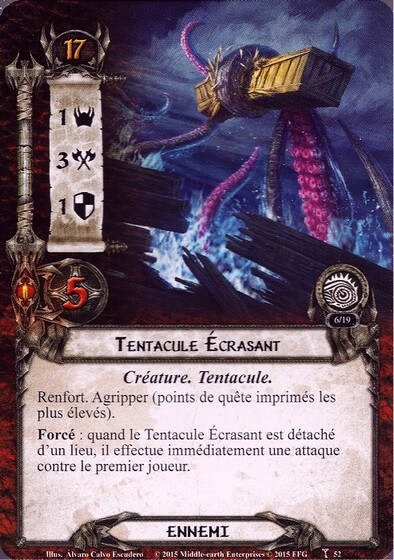 17
1
3
1
5
6/19
Tentacule Écrasant
Créature. Tentacule.
Renfort. Agripper (points de quête imprimés les
plus élevés).
Forcé : quand le Tentacule Écrasant est détaché
d'un lieu, il effectue immédiatement une attaque
contre le premier joueur.
ENNEMI
Illus. Álvaro Calvo Escudero © 2015 Middle-earth Enterprises © 2015 FFG 52